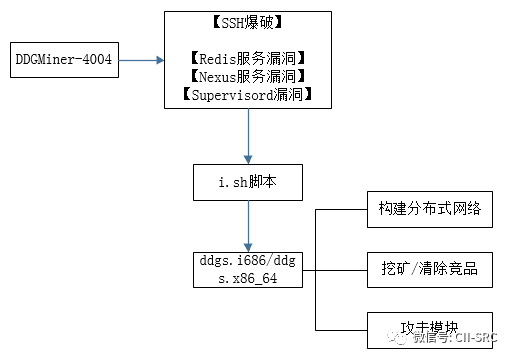 【SSH爆破】
DDGMiner-4004
【Redis服务漏洞】
【Nexus服务漏洞】
【Supervisord漏洞】
i.sh脚本
ddgs.i686/ddg
s.x86_64
构建分布式网络
挖矿/清除竞品
攻击模块
微信号: CII-SRC